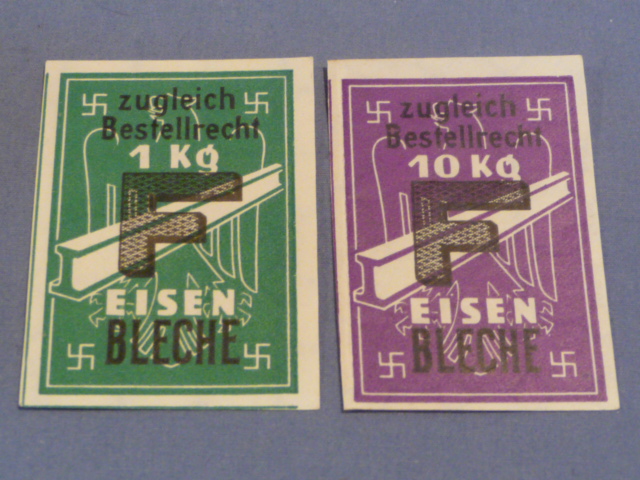 zugleich
Bestellrecht
1 Kg
F
EISEN
BLECHE
zugleich
Bestellrecht
10 Kg
F
EISEN
BLECHE